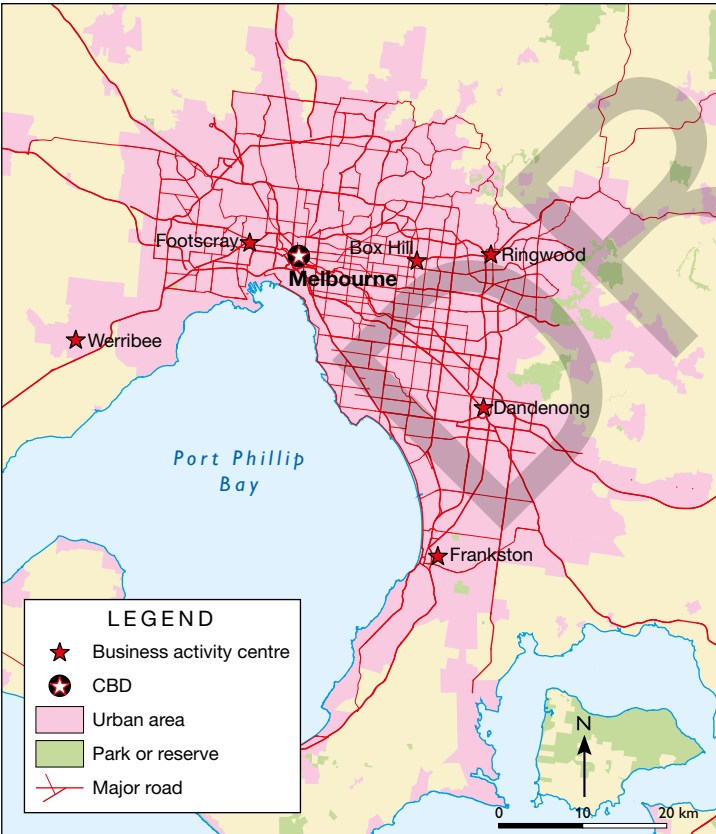 Footscray
Box Hill
Ringwood
Melbourne
Werribee
Dandenong
Port Phillip
Bay
Frankston
LEGEND
Business activity centre
CBD
Urban area
Park or reserve
Major road
N
0 10 20 km
D R